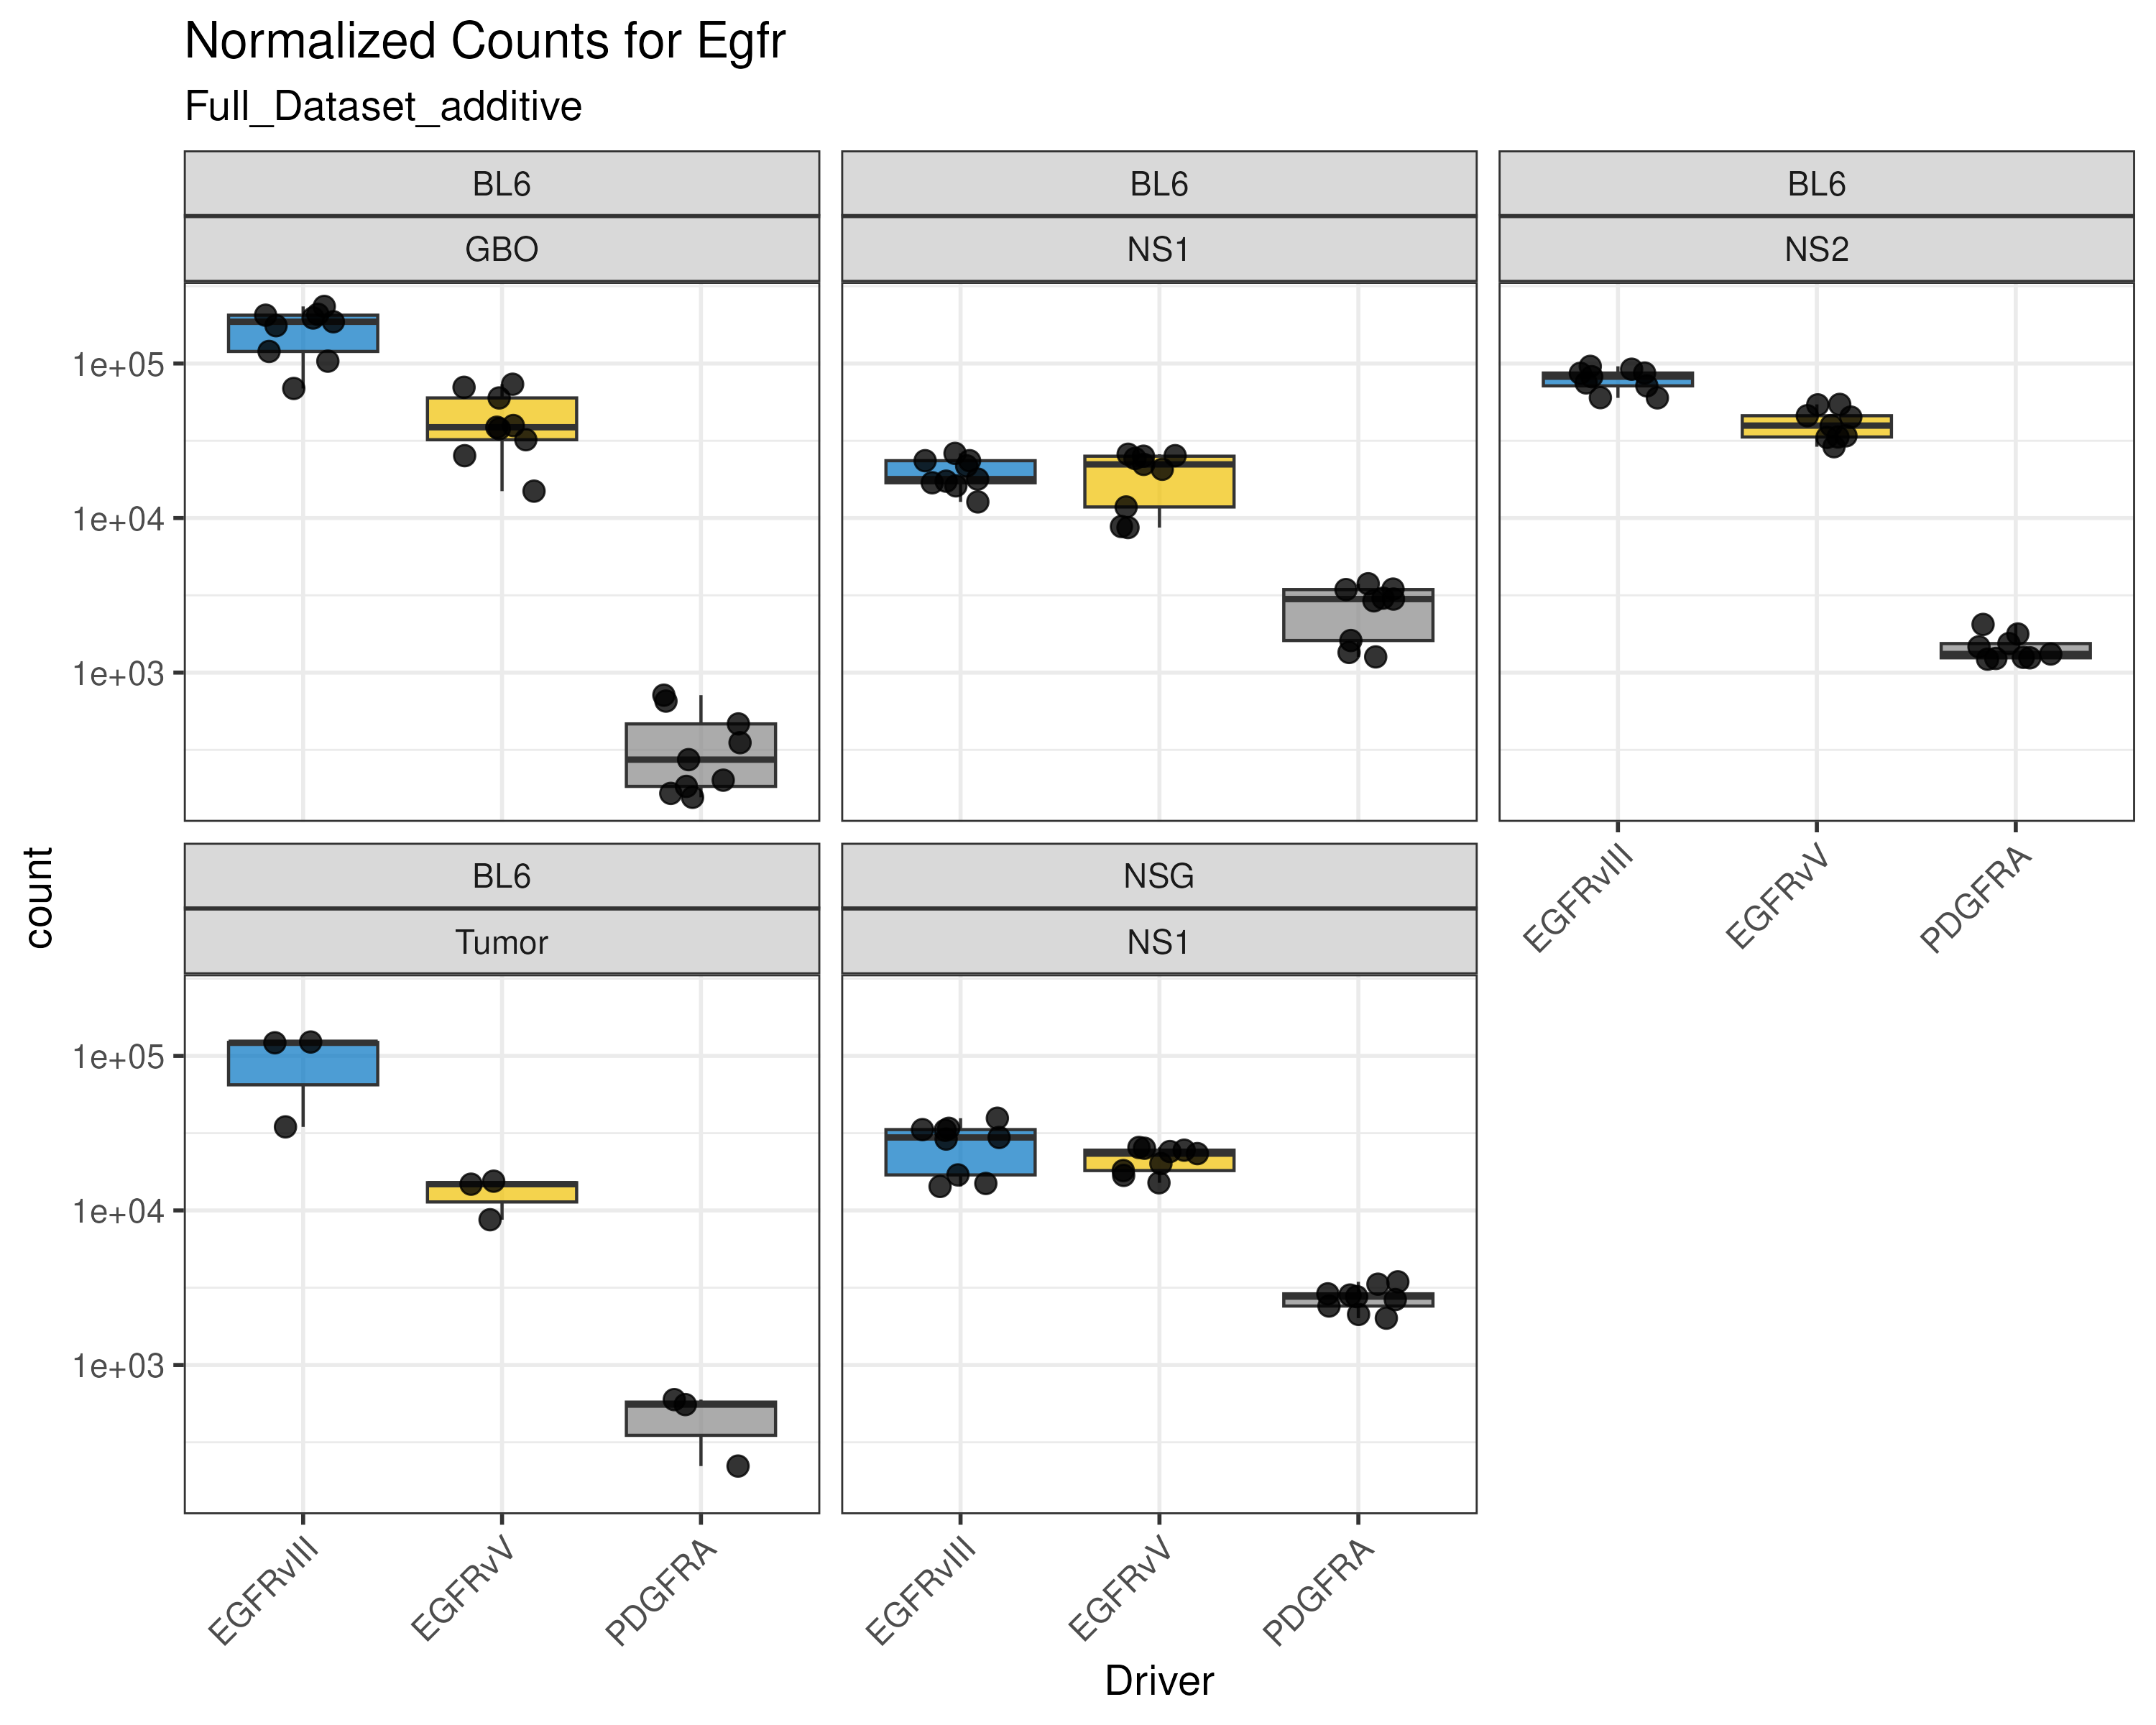 Normalized Counts for Egfr
Full_Dataset_additive
BL6
GBO
BL6
NS1
BL6
NS2
1e+05
1e+04
1e+03
EGFRvIII
EGFRvV
PDGFRA
count
BL6
Tumor
NSG
NS1
1e+05
1e+04
1e+03
EGFRvIII
EGFRvV
PDGFRA
EGFRvIII
EGFRvV
PDGFRA
Driver